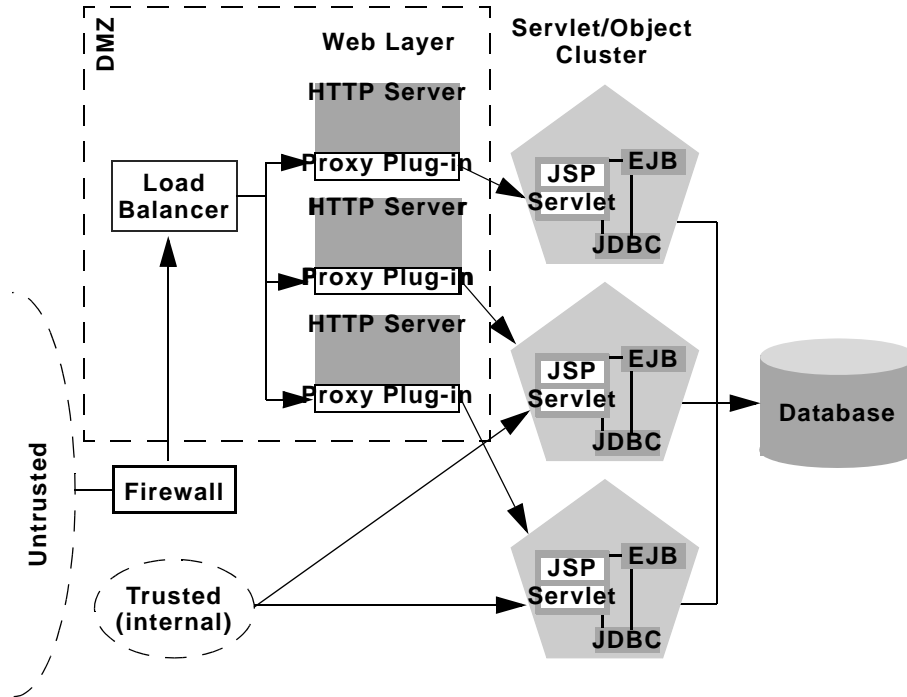 DMZ
Web Layer
Servlet/Object
Cluster
HTTP Server
Proxy Plug-in
Load
Balancer
HTTP Server
Proxy Plug-in
HTTP Server
Proxy Plug-in
EJB
JSP
Servlet
JDBC
EJB
JSP
Servlet
JDBC
EJB
JSP
Servlet
JDBC
Database
Untrusted
Firewall
Trusted
(internal)